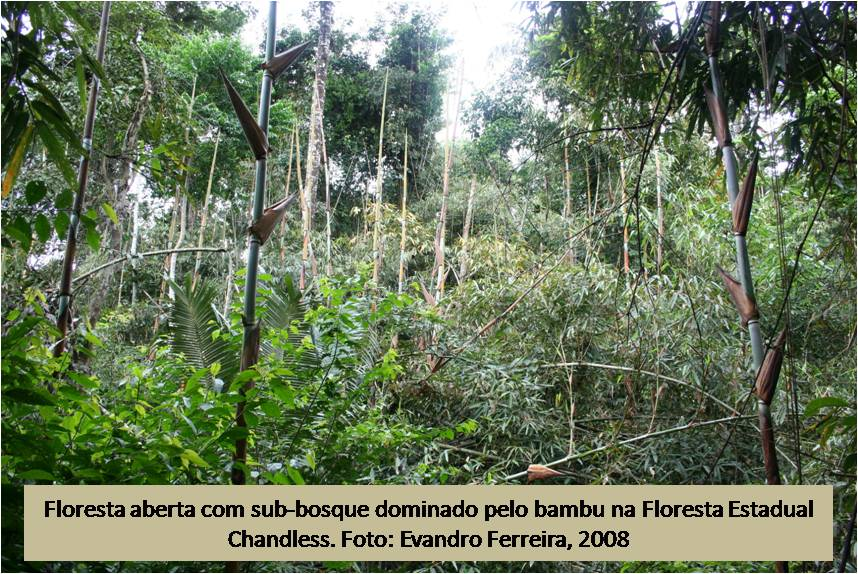 Floresta aberta com sub-bosque dominado pelo bambu na Floresta Estadual
Chandless. Foto: Evandro Ferreira, 2008